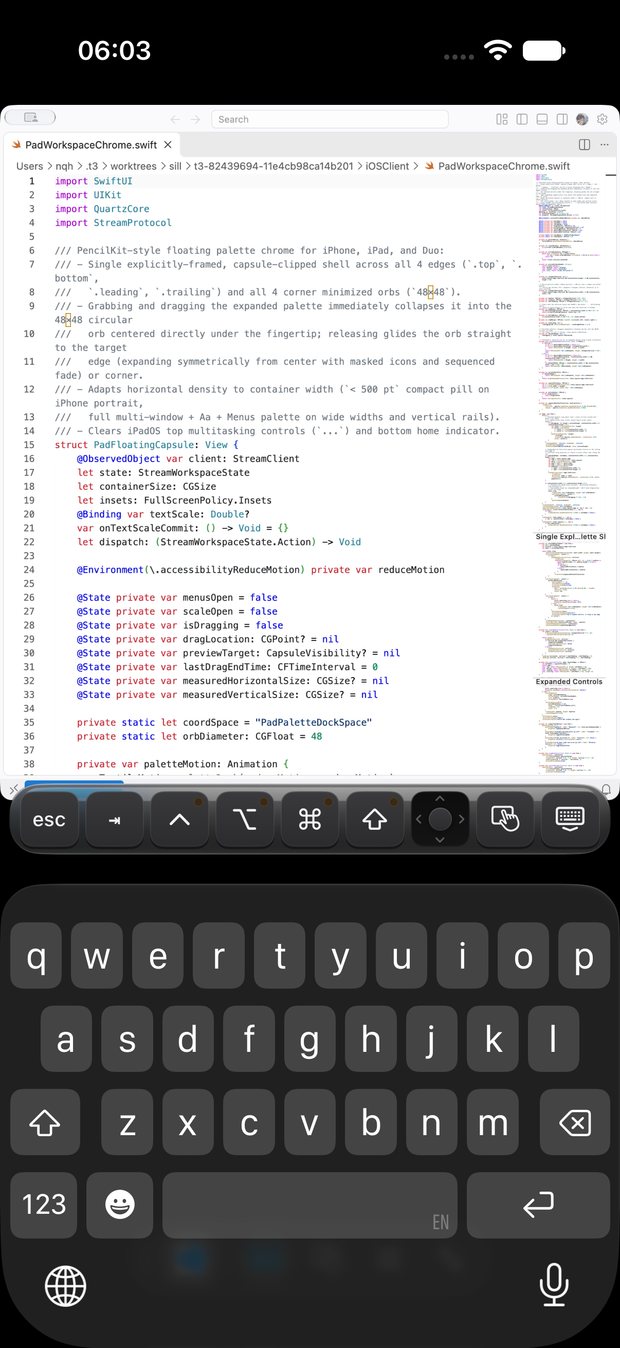 06:03
Search
PadWorkspaceChrome.swift
Users > nqh > .t3 > worktrees > sill > t3-82439694-11e4cb98ca14b201 > iOSClient > PadWorkspaceChrome.swift
1 import SwiftUI
2 import UIKit
3 import QuartzCore
4 import StreamProtocol
5
6 /// PencilKit-style floating palette chrome for iPhone, iPad, and Duo:
7 /// - Single explicitly-framed, capsule-clipped shell across all 4 edges (`.top`, `.
bottom`,
8 ///   `.leading`, `.trailing`) and all 4 corner minimized orbs (`48×48`).
9 /// - Grabbing and dragging the expanded palette immediately collapses it into the
48×48 circular
10 ///   orb centered directly under the fingertip; releasing glides the orb straight
to the target
11 ///   edge (expanding symmetrically from center with masked icons and sequenced
fade) or corner.
12 /// - Adapts horizontal density to container width (`< 500 pt` compact pill on
iPhone portrait,
13 ///   full multi-window + Aa + Menus palette on wide widths and vertical rails).
14 /// - Clears iPadOS top multitasking controls (`...`) and bottom home indicator.
15 struct PadFloatingCapsule: View {
16 @ObservedObject var client: StreamClient
17 let state: StreamWorkspaceState
18 let containerSize: CGSize
19 let insets: FullScreenPolicy.Insets
20 @Binding var textScale: Double?
21 var onTextScaleCommit: () -> Void = {}
22 let dispatch: (StreamWorkspaceState.Action) -> Void
23
24 @Environment(\.accessibilityReduceMotion) private var reduceMotion
25
26 @State private var menusOpen = false
27 @State private var scaleOpen = false
28 @State private var isDragging = false
29 @State private var dragLocation: CGPoint? = nil
30 @State private var previewTarget: CapsuleVisibility? = nil
31 @State private var lastDragEndTime: CFTimeInterval = 0
32 @State private var measuredHorizontalSize: CGSize? = nil
33 @State private var measuredVerticalSize: CGSize? = nil
34
35 private static let coordSpace = "PadPaletteDockSpace"
36 private static let orbDiameter: CGFloat = 48
37
38 private var paletteMotion: Animation {
Single Expl...lette Sl
Expanded Controls
esc
q w e r t y u i o p
a s d f g h j k l
z x c v b n m
123
EN